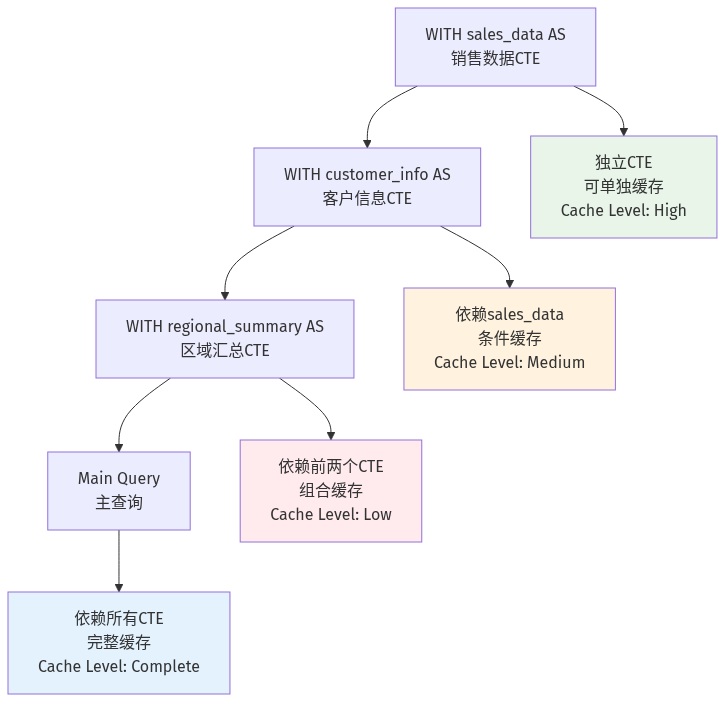 WITH sales_data AS
销售数据CTE
独立CTE
可单独缓存
Cache Level: High
WITH customer_info AS
客户信息CTE
依赖sales_data
条件缓存
Cache Level: Medium
WITH regional_summary AS
区域汇总CTE
依赖前两个CTE
组合缓存
Cache Level: Low
Main Query
主查询
依赖所有CTE
完整缓存
Cache Level: Complete